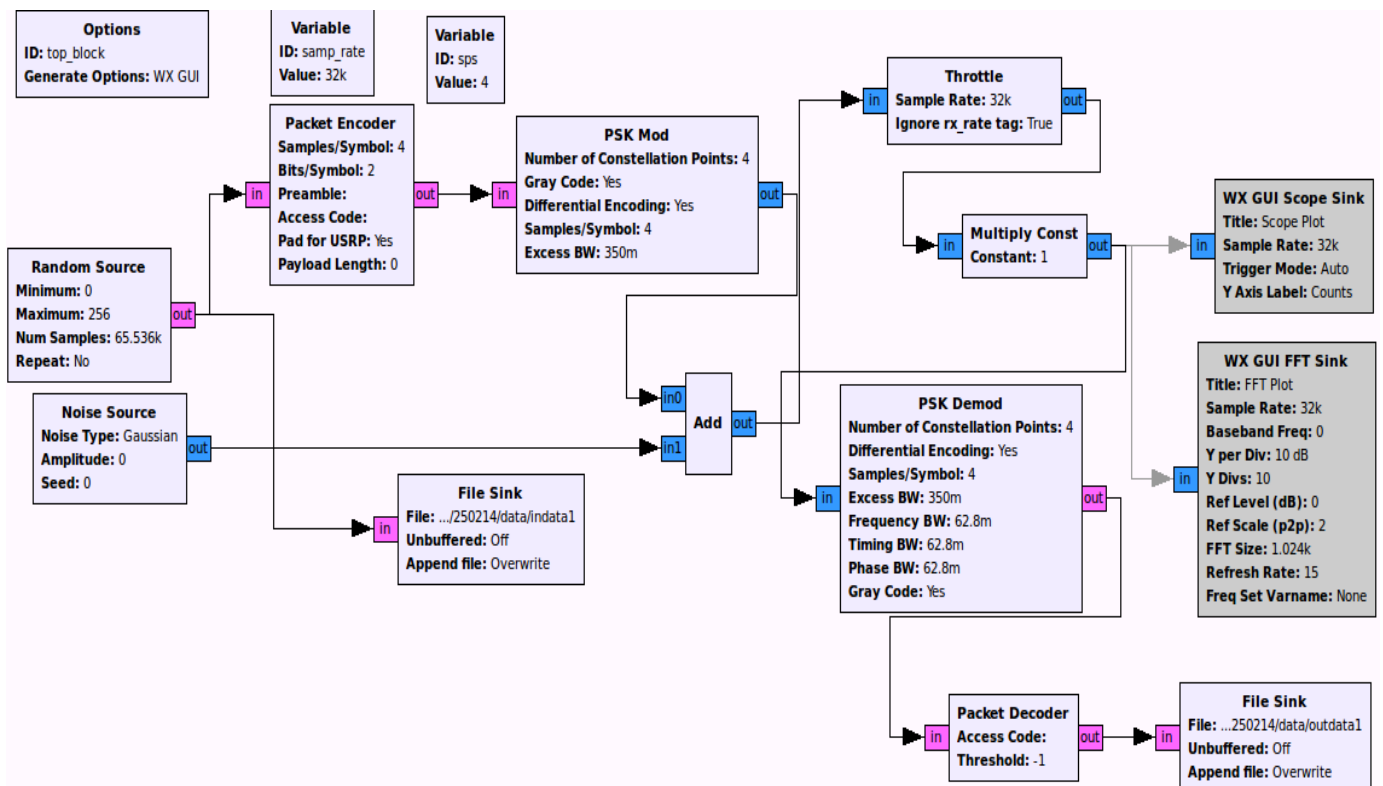 Options
ID: top_block
Generate Options: WX GUI
Variable
ID: samp_rate
Value: 32k
Variable
ID: sps
Value: 4
Throttle
in
Sample Rate: 32k
out
Ignore rx_rate tag: True
Packet Encoder
Samples/Symbol: 4
Bits/Symbol: 2
in
Preamble:
out
Access Code:
Pad for USRP: Yes
Payload Length: 0
PSK Mod
Number of Constellation Points: 4
Gray Code: Yes
in
Differential Encoding: Yes
out
Samples/Symbol: 4
Excess BW: 350m
Multiply Const
in
out
Constant: 1
WX GUI Scope Sink
Title: Scope Plot
in
Sample Rate: 32k
Trigger Mode: Auto
Y Axis Label: Counts
Random Source
Minimum: 0
Maximum: 256
out
Num Samples: 65.536k
Repeat: No
Noise Source
Noise Type: Gaussian
out
Amplitude: 0
Seed: 0
in0
Add
out
in1
WX GUI FFT Sink
Title: FFT Plot
Sample Rate: 32k
Baseband Freq: 0
Y per Div: 10 dB
in
Y Divs: 10
Ref Level (dB): 0
Ref Scale (p2p): 2
FFT Size: 1.024k
Refresh Rate: 15
Freq Set Varname: None
PSK Demod
Number of Constellation Points: 4
Differential Encoding: Yes
Samples/Symbol: 4
in
Excess BW: 350m
out
Frequency BW: 62.8m
Timing BW: 62.8m
Phase BW: 62.8m
Gray Code: Yes
File Sink
in
File: .../250214/data/indata1
Unbuffered: Off
Append file: Overwrite
Packet Decoder
in
Access Code:
out
Threshold: -1
File Sink
in
File: ...250214/data/outdata1
Unbuffered: Off
Append file: Overwrite